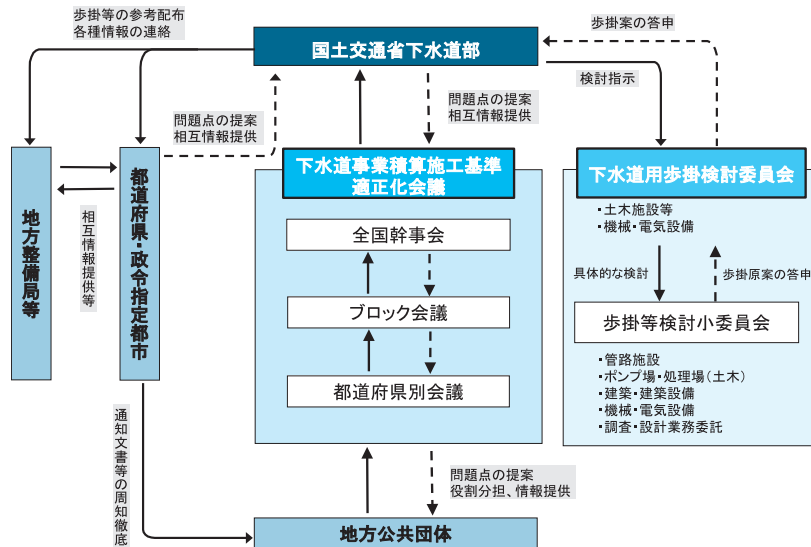 歩掛等の参考配布
各種情報の連絡
国土交通省下水道部
歩掛案の答申
検討指示
問題点の提案
相互情報提供
問題点の提案
相互情報提供
下水道事業積算施工基準
適正化会議
下水道用歩掛検討委員会
・土木施設等
・機械・電気設備
地方整備局等
相互情報提供等
都道府県・政令指定都市
全国幹事会
具体的な検討
歩掛原案の答申
ブロック会議
歩掛等検討小委員会
都道府県別会議
・管路施設
・ポンプ場・処理場(土木)
・建築・建築設備
・機械・電気設備
・調査・設計業務委託
通知文書等の周知徹底
問題点の提案
役割分担、情報提供
地方公共団体